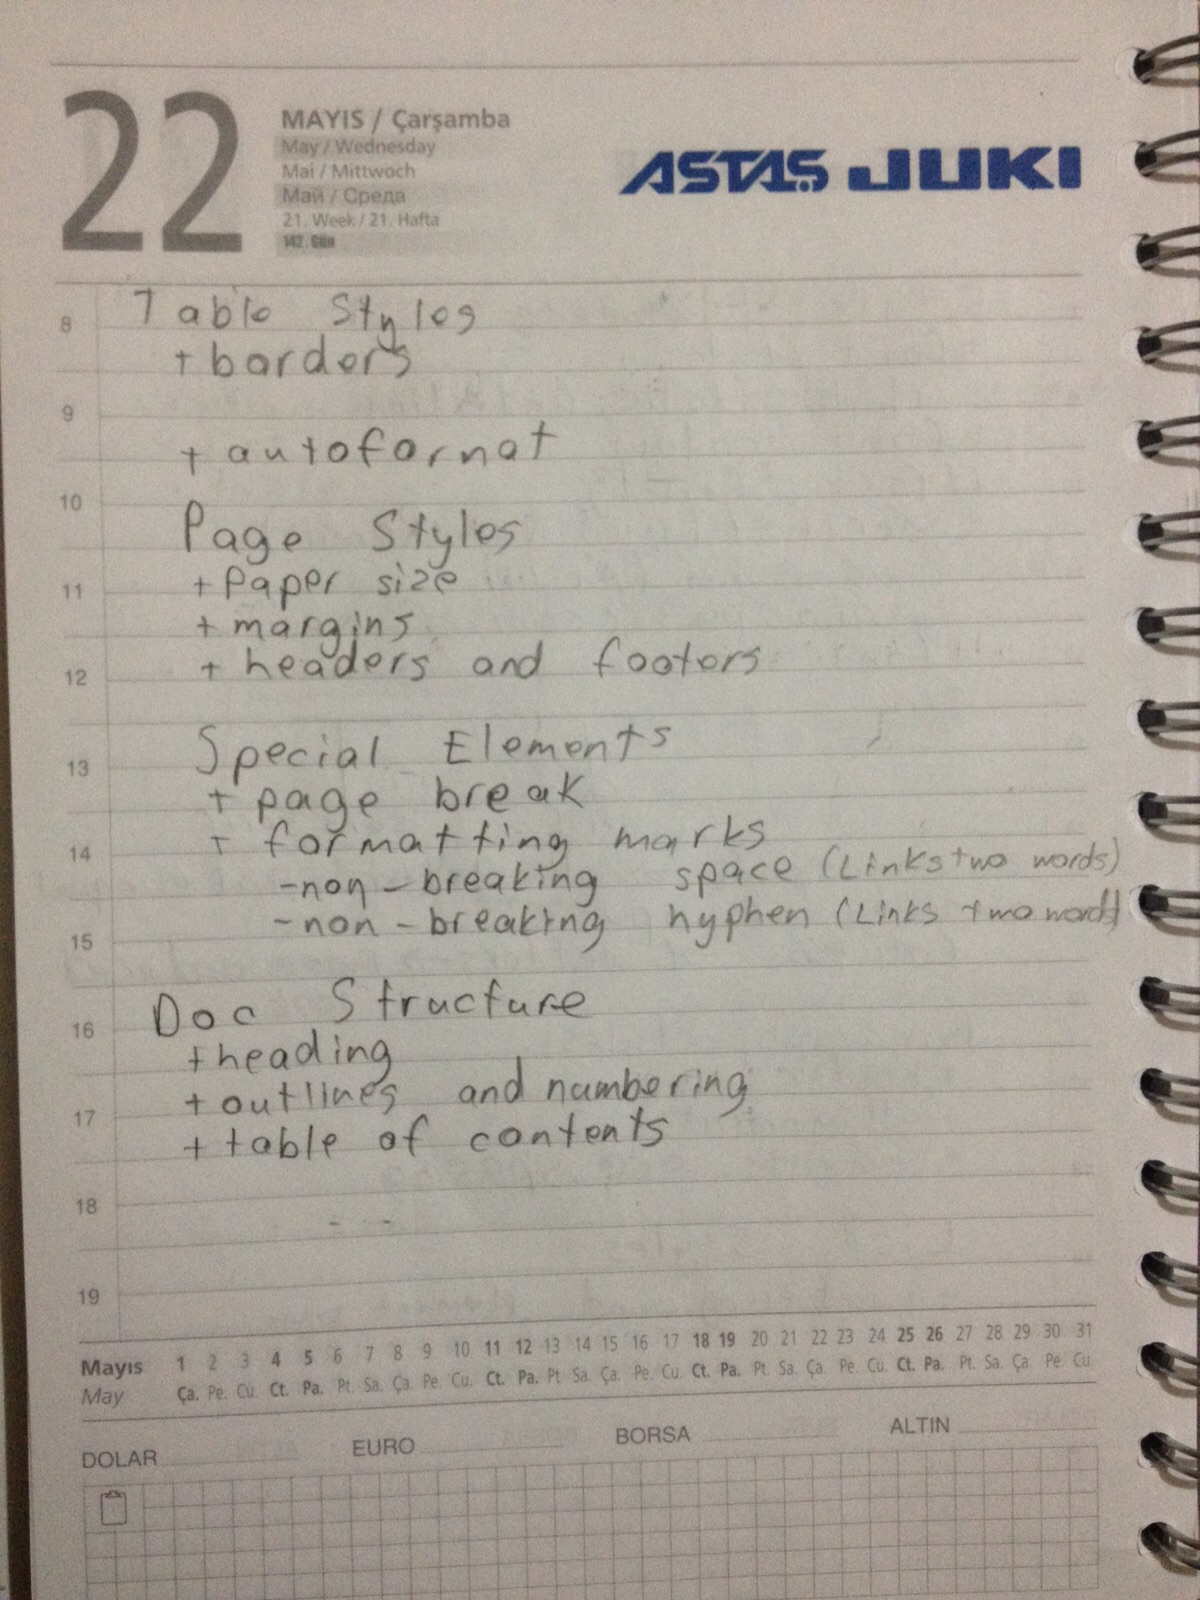 22
MAYIS / Çarşamba
May / Wednesday
Mai / Mittwoch
Май / Среда
21. Week / 21. Hafta
142. Gün
ASTAŞ JUKI
8
Table Styles
+ borders
9
+ autoformat
10
Page Styles
11
+ Paper size
+ margins
12
+ headers and footers
13
Special Elements
+ page break
14
+ formatting marks
- non-breaking space (Links two words)
- non-breaking hyphen (Links two words)
15
16
Doc Structure
+ heading
17
+ outlines and numbering
+ table of contents
18
19
Mayıs 1 2 3 4 5 6 7 8 9 10 11 12 13 14 15 16 17 18 19 20 21 22 23 24 25 26 27 28 29 30 31
May Ça. Pe. Cu. Ct. Pa. Pt. Sa. Ça. Pe. Cu. Ct. Pa. Pt Sa. Ça. Pe. Cu. Ct. Pa. Pt Sa. Ça. Pe. Cu. Ct. Pa. Pt. Sa. Ça. Pe Cu.
DOLAR EURO BORSA ALTIN